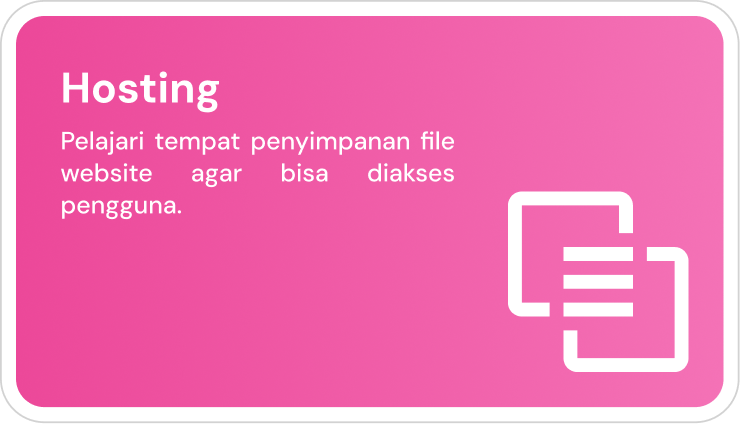 Hosting
Pelajari tempat penyimpanan file
website agar bisa diakses
pengguna.